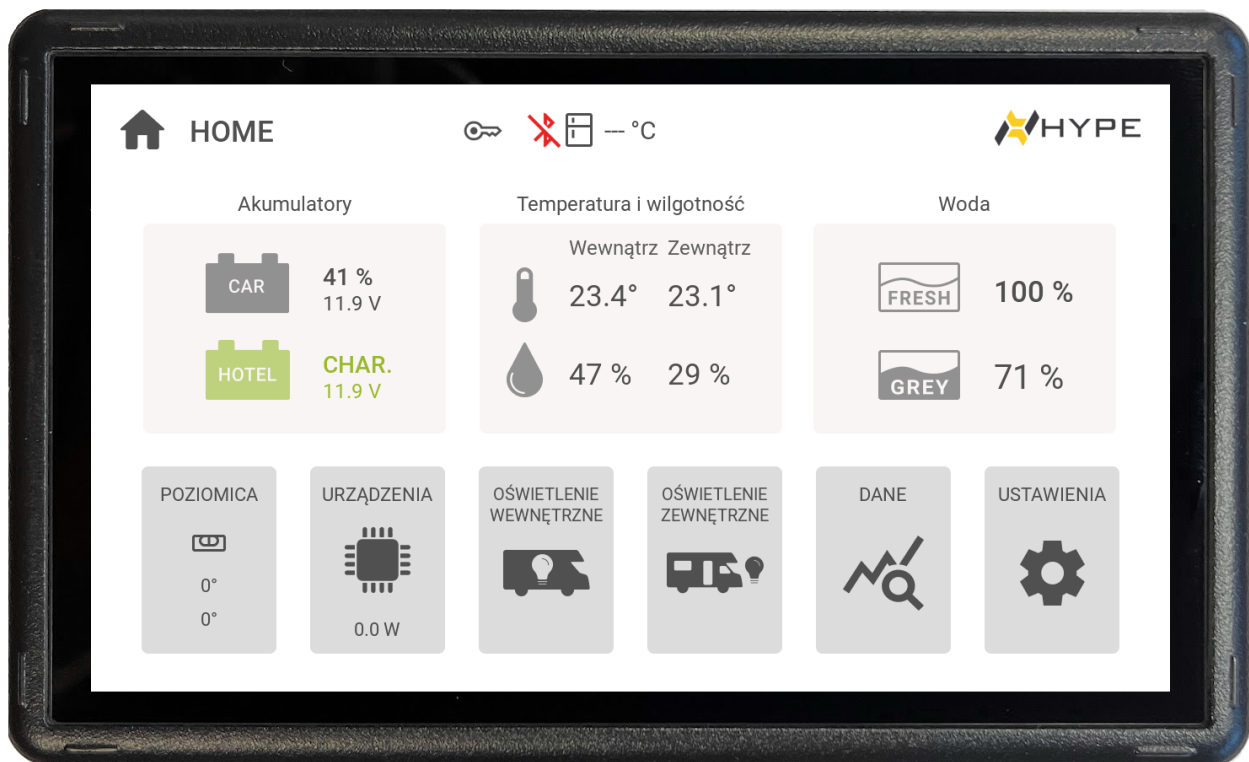 HOME
--- °C
HYPE
Akumulatory
Temperatura i wilgotność
Woda
CAR
41 %
11.9 V
HOTEL
CHAR.
11.9 V
Wewnątrz Zewnątrz
23.4° 23.1°
47 % 29 %
FRESH
100 %
GREY
71 %
POZIOMICA
0°
0°
URZĄDZENIA
0.0 W
OŚWIETLENIE
WEWNĘTRZNE
OŚWIETLENIE
ZEWNĘTRZNE
DANE
USTAWIENIA